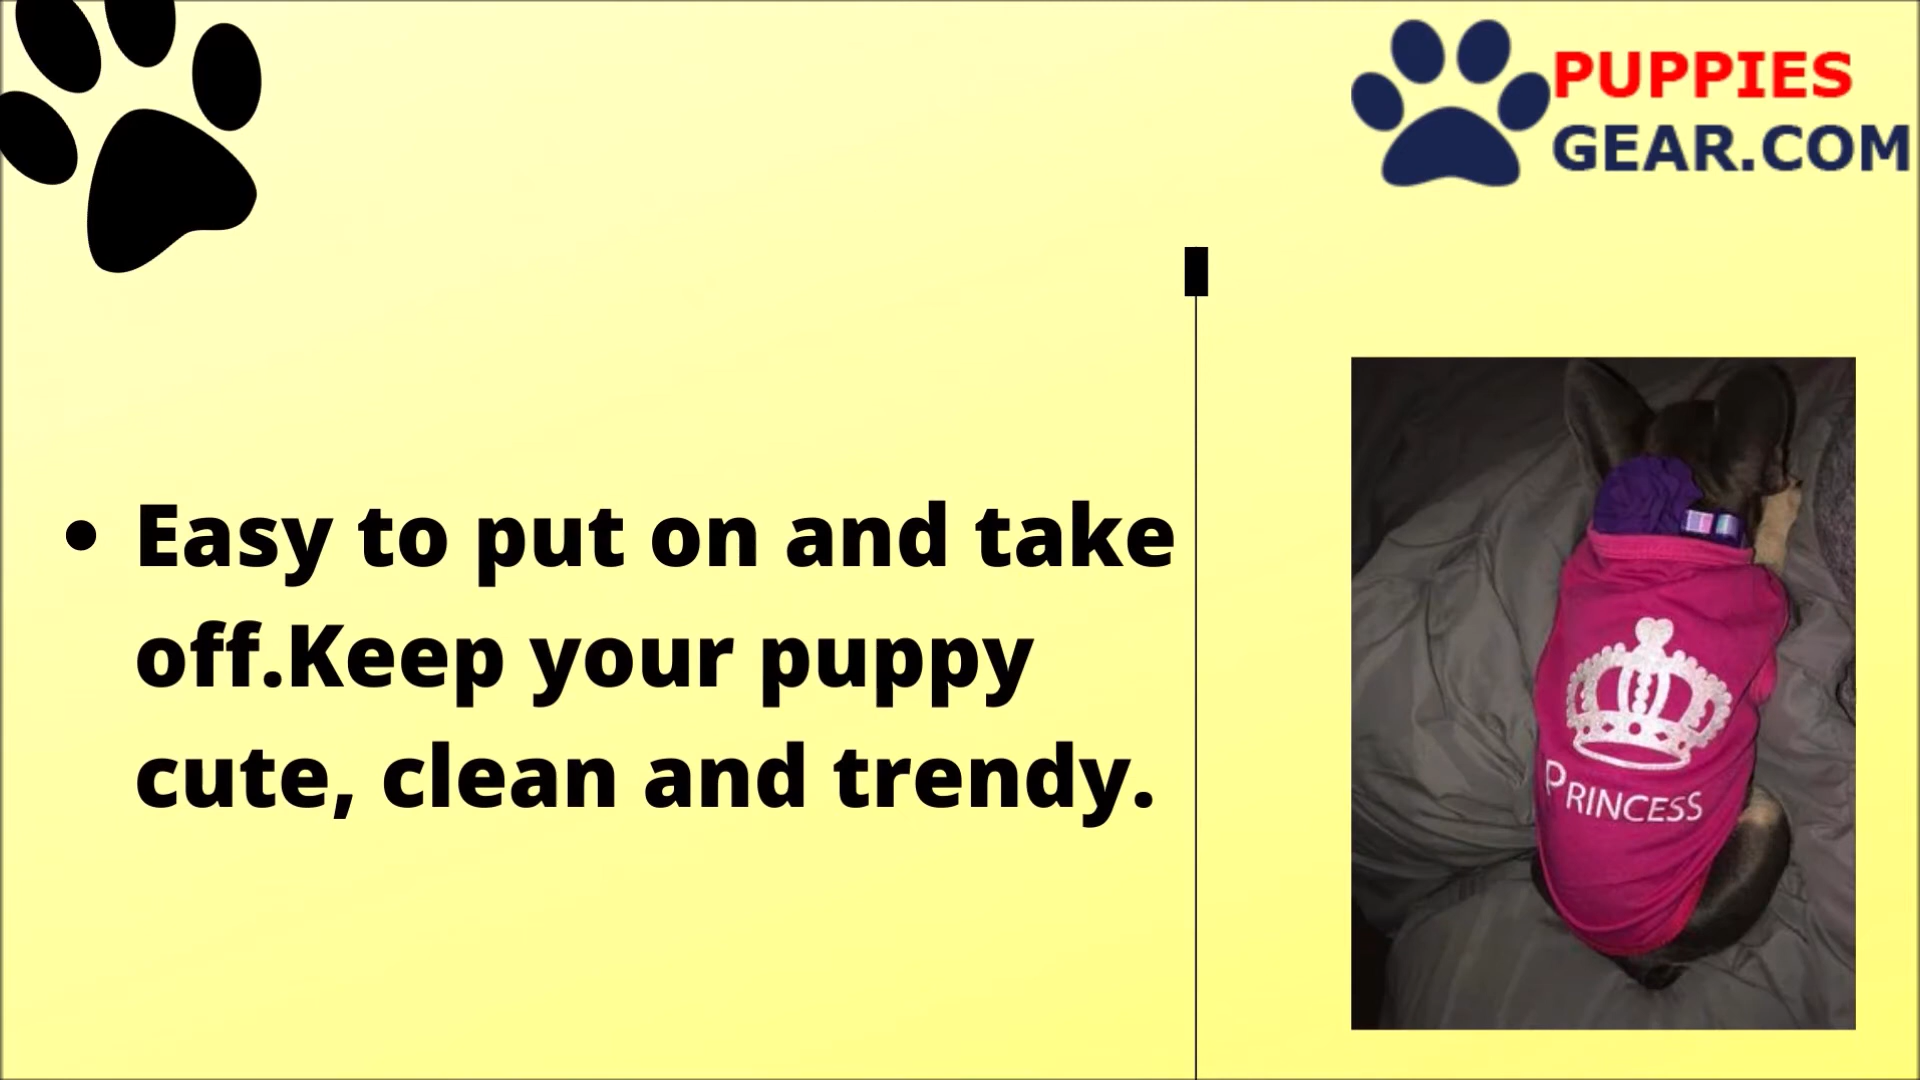 PUPPIES
GEAR.COM
• Easy to put on and take
off.Keep your puppy
cute, clean and trendy.
PRINCESS